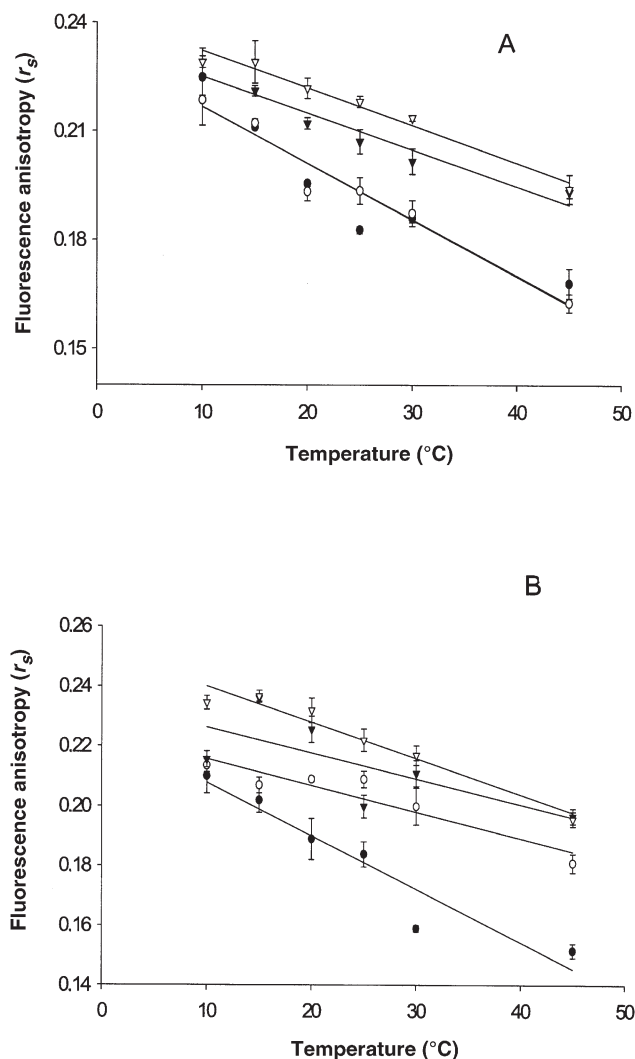 A
0.24
0.21
0.18
0.15
Fluorescence anisotropy (rs)
0 10 20 30 40 50
Temperature (°C)
B
0.26
0.24
0.22
0.20
0.18
0.16
0.14
Fluorescence anisotropy (rs)
0 10 20 30 40 50
Temperature (°C)